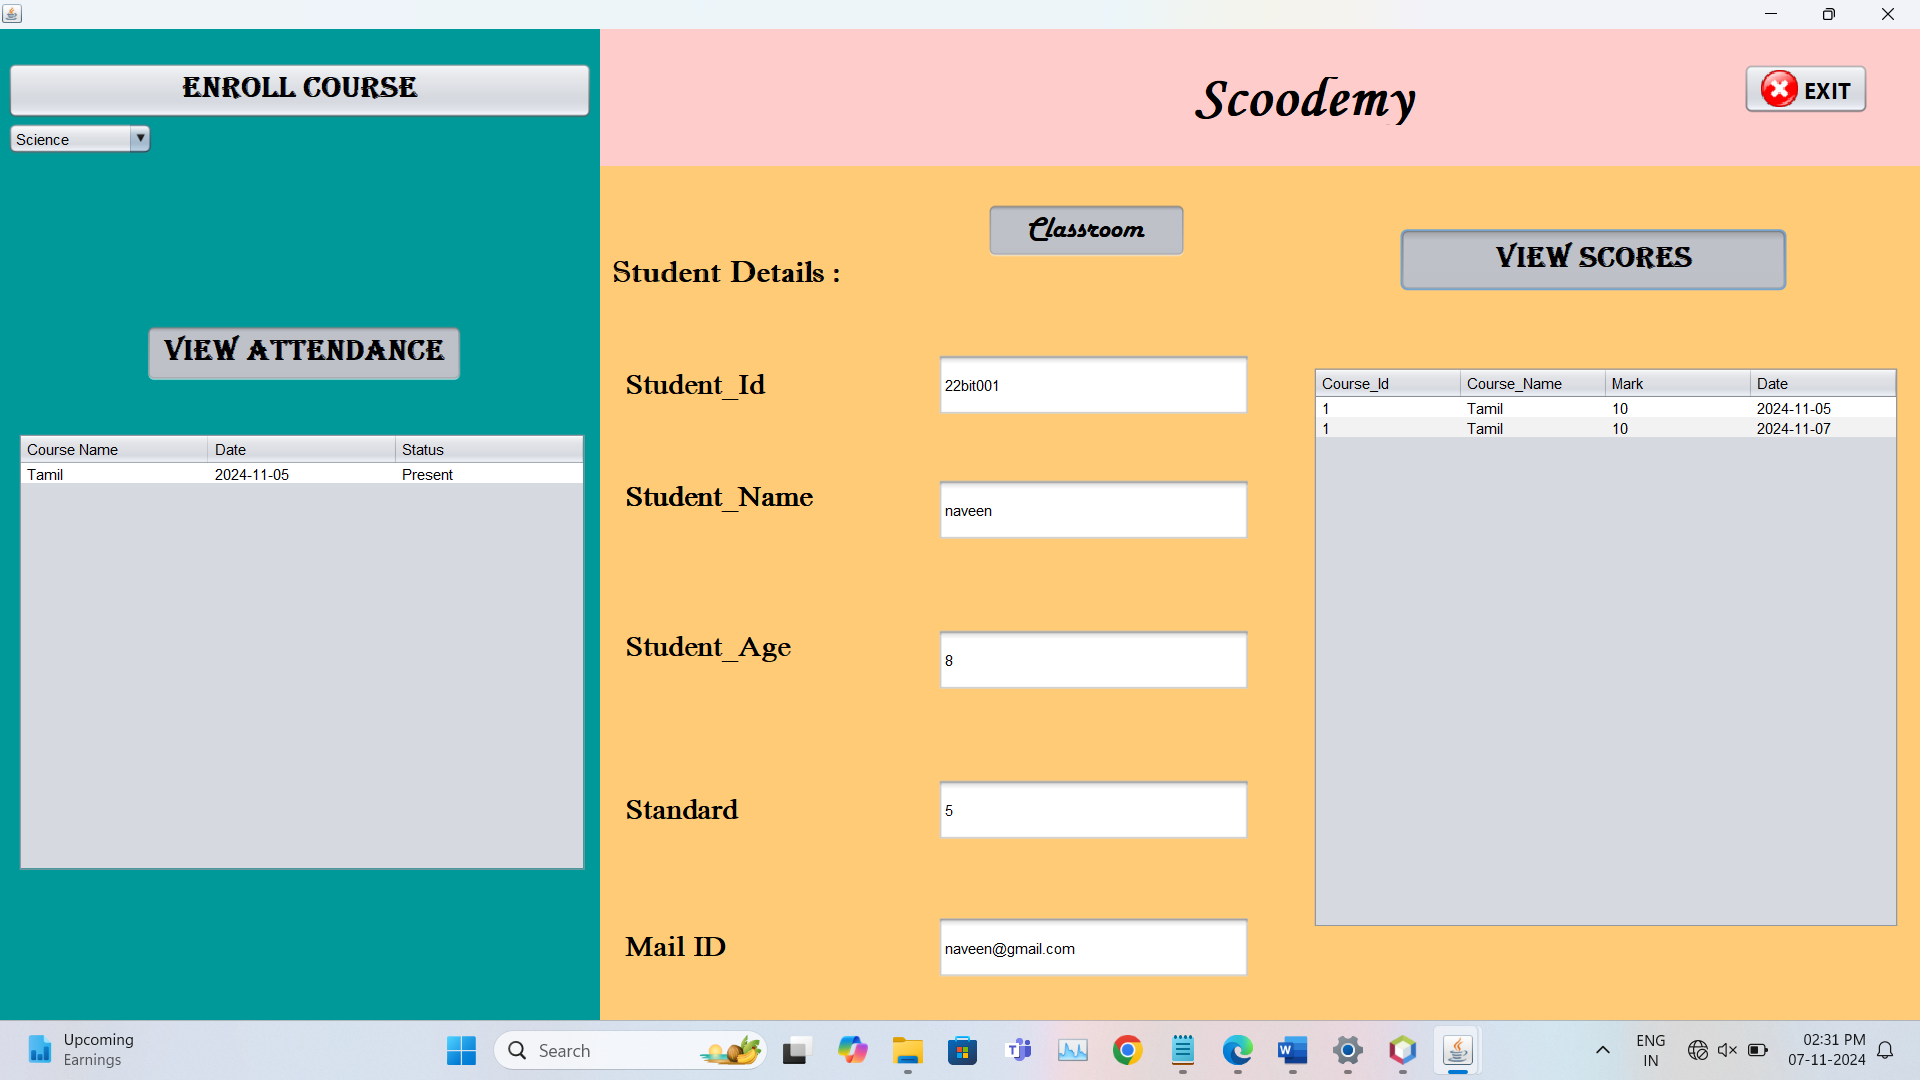 ENROLL COURSE
Science
VIEW ATTENDANCE
Course Name Date Status
Tamil 2024-11-05 Present
Scoodemy
EXIT
Classroom
Student Details :
Student_Id 22bit001
Student_Name naveen
Student_Age 8
Standard 5
Mail ID naveen@gmail.com
VIEW SCORES
Course_Id Course_Name Mark Date
1 Tamil 10 2024-11-05
1 Tamil 10 2024-11-07
Upcoming
Earnings
Search
ENG
IN
02:31 PM
07-11-2024